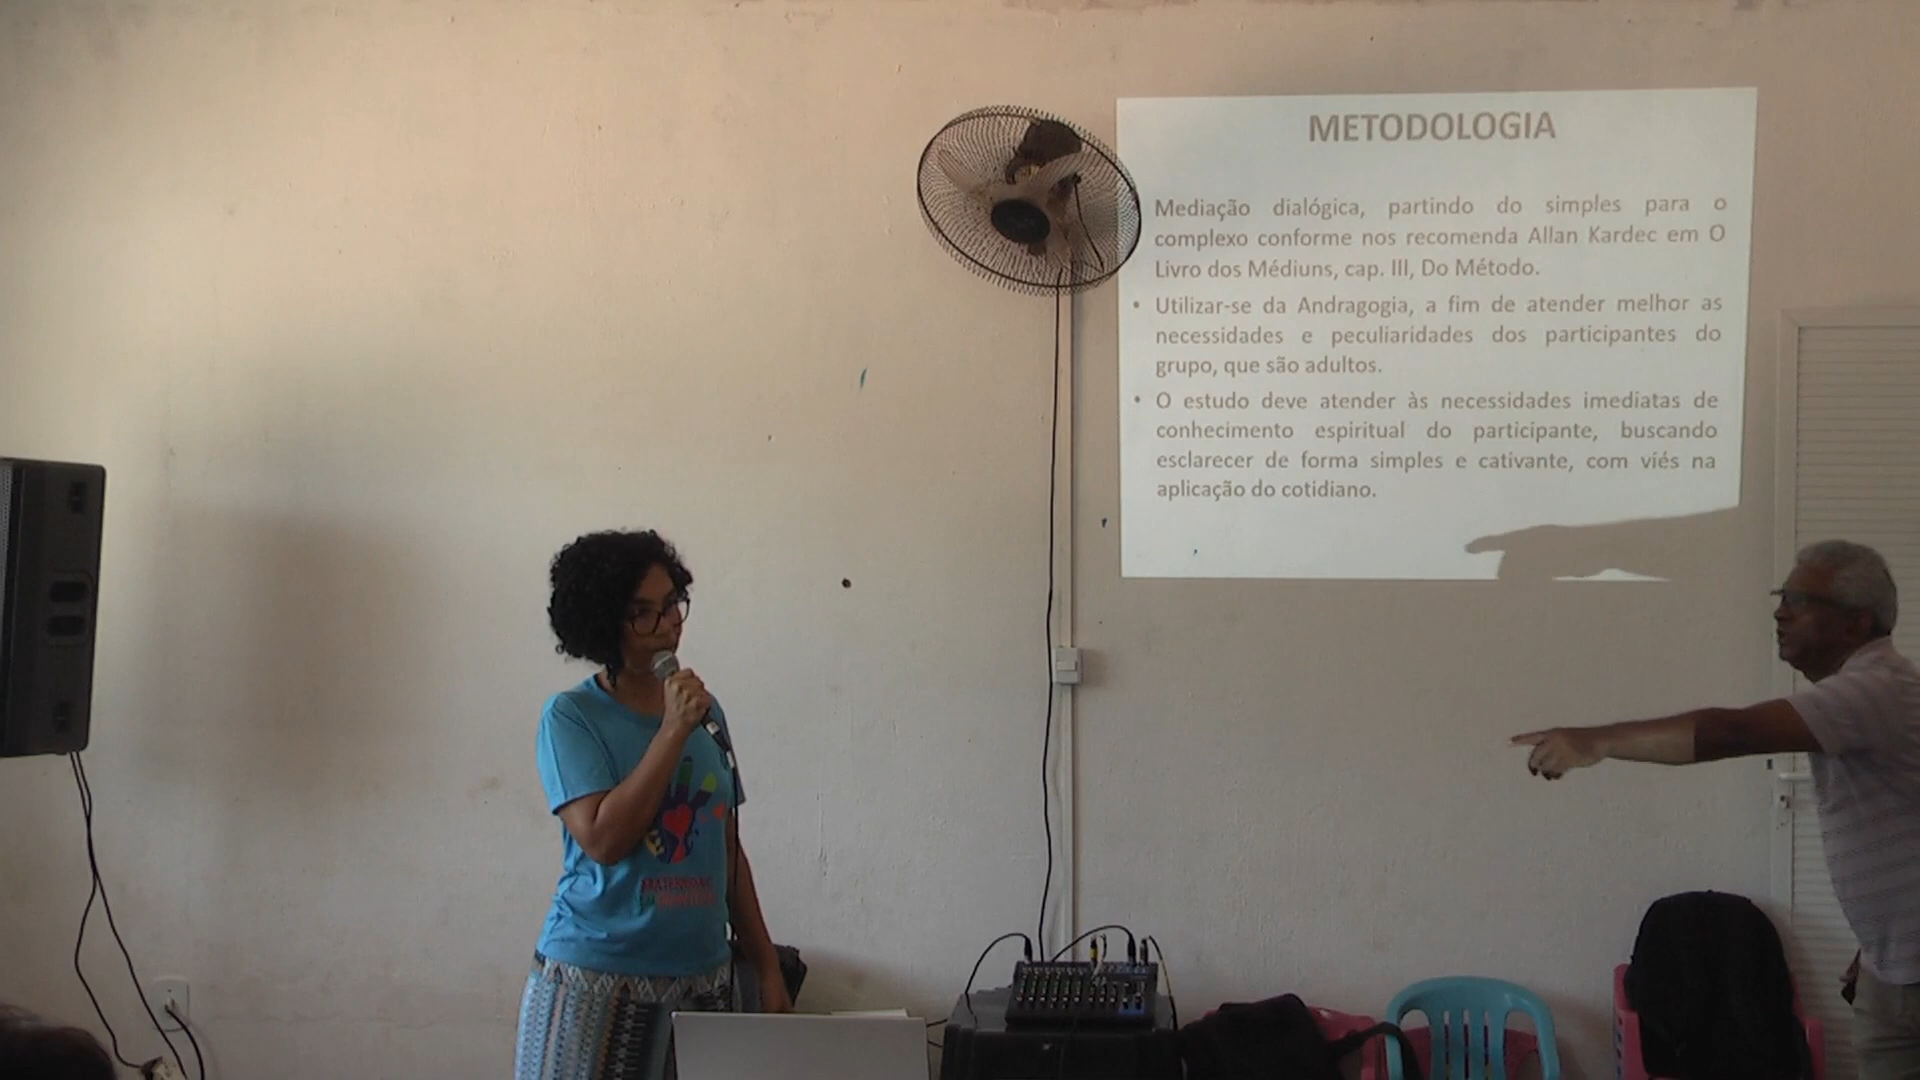 METODOLOGIA
Mediação dialógica, partindo do simples para o
complexo conforme nos recomenda Allan Kardec em O
Livro dos Médiuns, cap. III, Do Método.
• Utilizar-se da Andragogia, a fim de atender melhor as
necessidades e peculiaridades dos participantes do
grupo, que são adultos.
• O estudo deve atender às necessidades imediatas de
conhecimento espiritual do participante, buscando
esclarecer de forma simples e cativante, com viés na
aplicação do cotidiano.